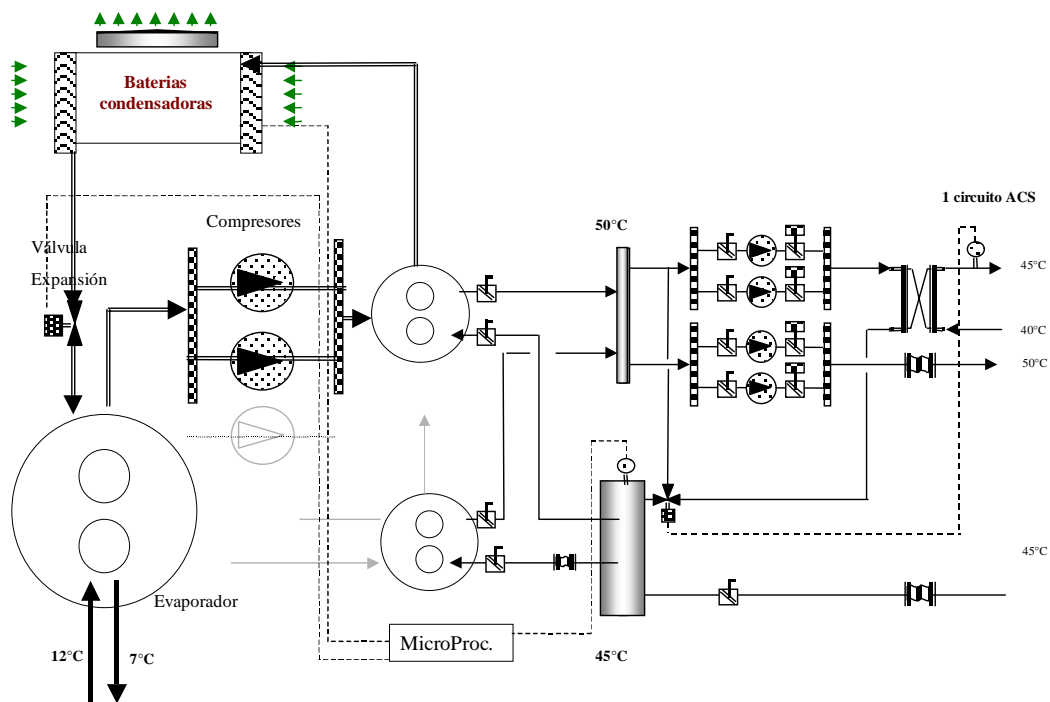 Baterias
condensadoras
1 circuito ACS
Compresores
50°C
Válvula
Expansión
45°C
40°C
50°C
45°C
Evaporador
MicroProc.
12°C
7°C
45°C